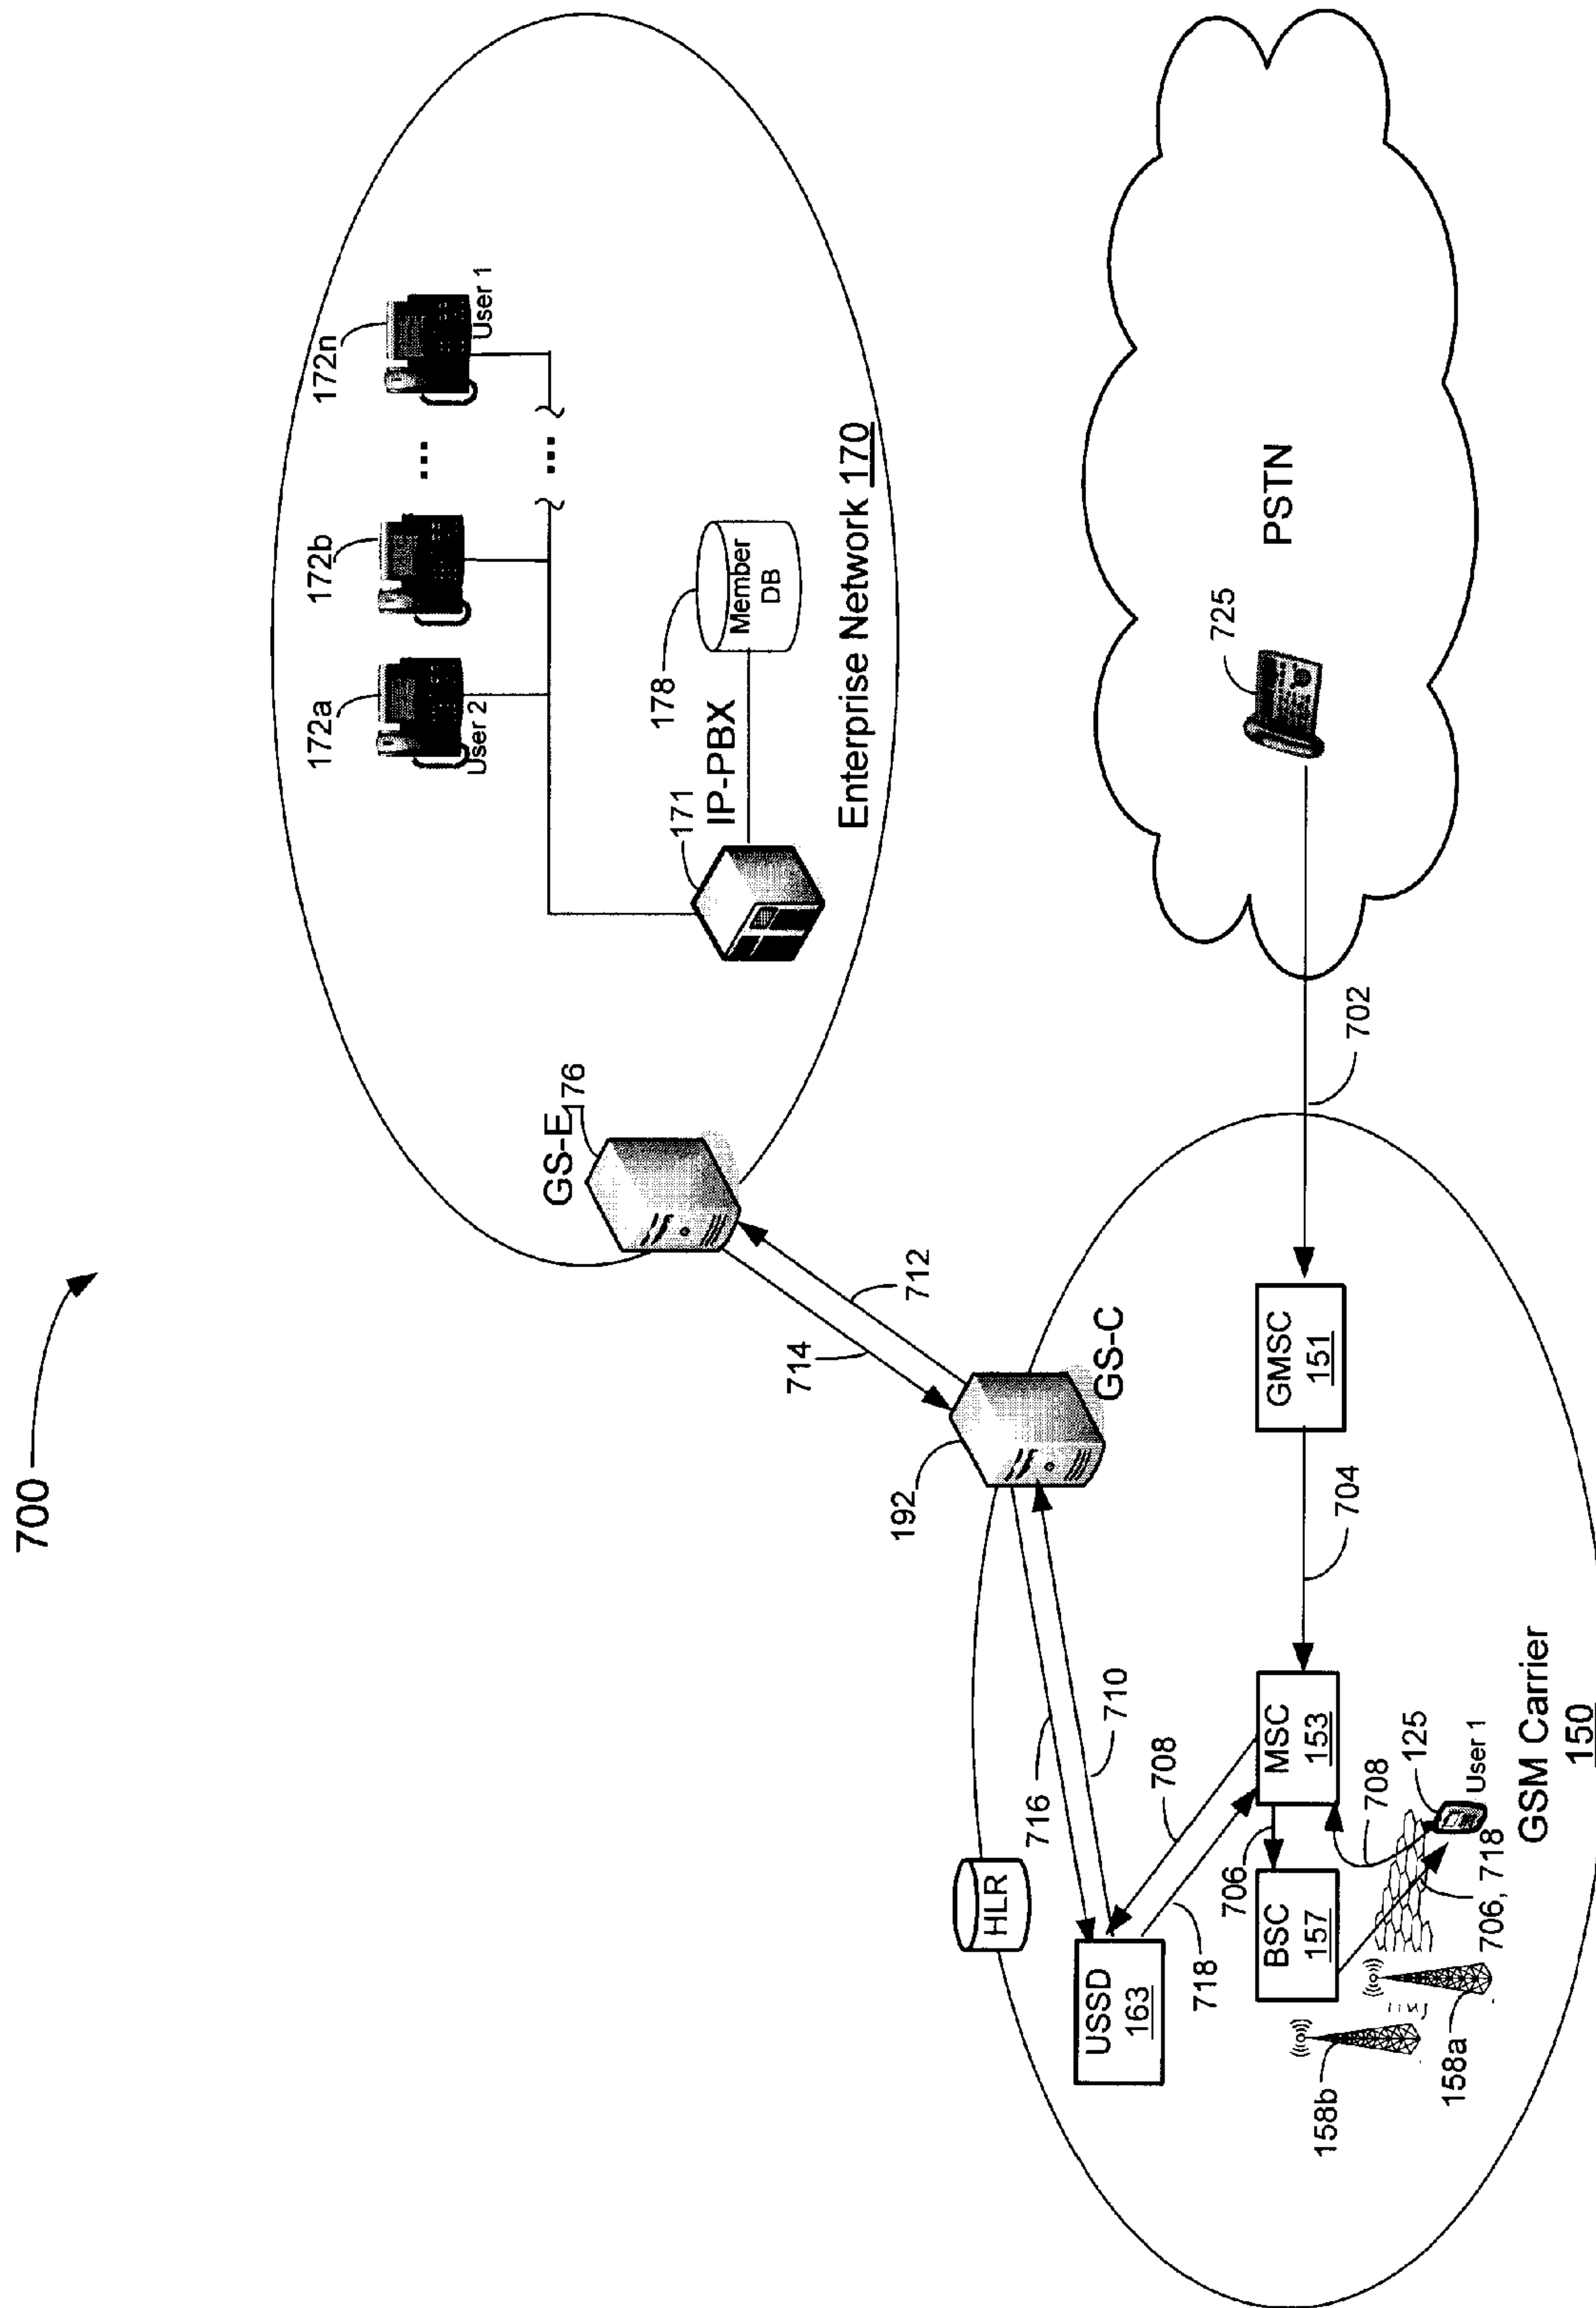 700
172a
172b
...
172n
User 2
User 1
...
GS-E
176
171
IP-PBX
178
Member
DB
Enterprise Network 170
714
712
192
GS-C
HLR
716
710
USSD
163
708
718
706
BSC
157
MSC
153
704
GMSC
151
702
725
PSTN
158b
158a
706, 718
708
125
User 1
GSM Carrier
150